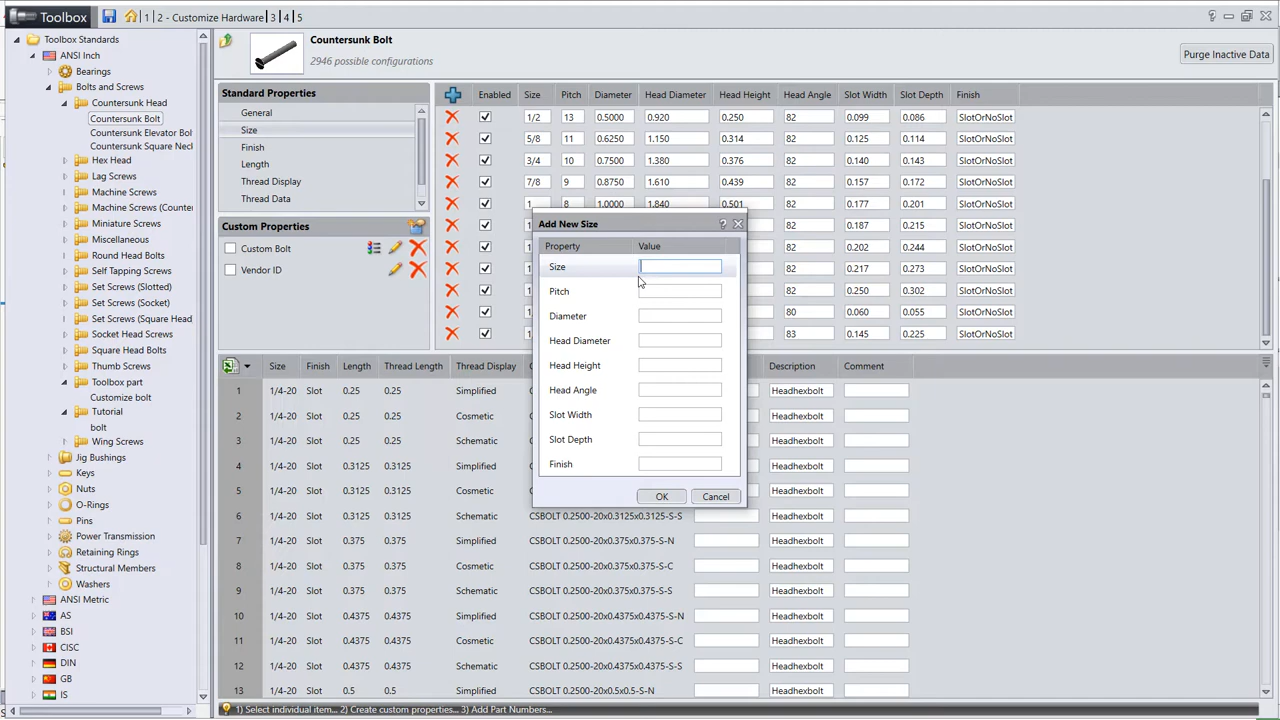 Toolbox 1 2 - Customize Hardware 3 4 5 ?
Toolbox Standards
ANSI Inch
Bearings
Bolts and Screws
Countersunk Head
Countersunk Bolt
Countersunk Elevator Bol
Countersunk Square Neck
Hex Head
Lag Screws
Machine Screws
Machine Screws (Counter
Miniature Screws
Miscellaneous
Round Head Bolts
Self Tapping Screws
Set Screws (Slotted)
Set Screws (Socket)
Set Screws (Square Head
Socket Head Screws
Square Head Bolts
Thumb Screws
Toolbox part
Customize bolt
Tutorial
bolt
Wing Screws
Jig Bushings
Keys
Nuts
O-Rings
Pins
Power Transmission
Retaining Rings
Structural Members
Washers
ANSI Metric
AS
BSI
CISC
DIN
GB
IS
Countersunk Bolt
2946 possible configurations
Purge Inactive Data
Standard Properties
General
Size
Finish
Length
Thread Display
Thread Data
Custom Properties
Custom Bolt
Vendor ID
Enabled Size Pitch Diameter Head Diameter Head Height Head Angle Slot Width Slot Depth Finish
1/2 13 0.5000 0.920 0.250 82 0.099 0.086 SlotOrNoSlot
5/8 11 0.6250 1.150 0.314 82 0.125 0.114 SlotOrNoSlot
3/4 10 0.7500 1.380 0.376 82 0.140 0.143 SlotOrNoSlot
7/8 9 0.8750 1.610 0.439 82 0.157 0.172 SlotOrNoSlot
1 8 1.0000 1.840 0.501 82 0.177 0.201 SlotOrNoSlot
1 82 0.187 0.215 SlotOrNoSlot
1 82 0.202 0.244 SlotOrNoSlot
1 82 0.217 0.273 SlotOrNoSlot
1 82 0.250 0.302 SlotOrNoSlot
1 80 0.060 0.055 SlotOrNoSlot
1 83 0.145 0.225 SlotOrNoSlot
Add New Size ?
Property Value
Size
Pitch
Diameter
Head Diameter
Head Height
Head Angle
Slot Width
Slot Depth
Finish
OK Cancel
Size Finish Length Thread Length Thread Display Description Comment
1 1/4-20 Slot 0.25 0.25 Simplified Headhexbolt
2 1/4-20 Slot 0.25 0.25 Cosmetic Headhexbolt
3 1/4-20 Slot 0.25 0.25 Schematic Headhexbolt
4 1/4-20 Slot 0.3125 0.3125 Simplified Headhexbolt
5 1/4-20 Slot 0.3125 0.3125 Cosmetic Headhexbolt
6 1/4-20 Slot 0.3125 0.3125 Schematic CSBOLT 0.2500-20x0.3125x0.3125-S-S Headhexbolt
7 1/4-20 Slot 0.375 0.375 Simplified CSBOLT 0.2500-20x0.375x0.375-S-N Headhexbolt
8 1/4-20 Slot 0.375 0.375 Cosmetic CSBOLT 0.2500-20x0.375x0.375-S-C Headhexbolt
9 1/4-20 Slot 0.375 0.375 Schematic CSBOLT 0.2500-20x0.375x0.375-S-S Headhexbolt
10 1/4-20 Slot 0.4375 0.4375 Simplified CSBOLT 0.2500-20x0.4375x0.4375-S-N Headhexbolt
11 1/4-20 Slot 0.4375 0.4375 Cosmetic CSBOLT 0.2500-20x0.4375x0.4375-S-C Headhexbolt
12 1/4-20 Slot 0.4375 0.4375 Schematic CSBOLT 0.2500-20x0.4375x0.4375-S-S Headhexbolt
13 1/4-20 Slot 0.5 0.5 Simplified CSBOLT 0.2500-20x0.5x0.5-S-N Headhexbolt
1) Select individual item... 2) Create custom properties... 3) Add Part Numbers...